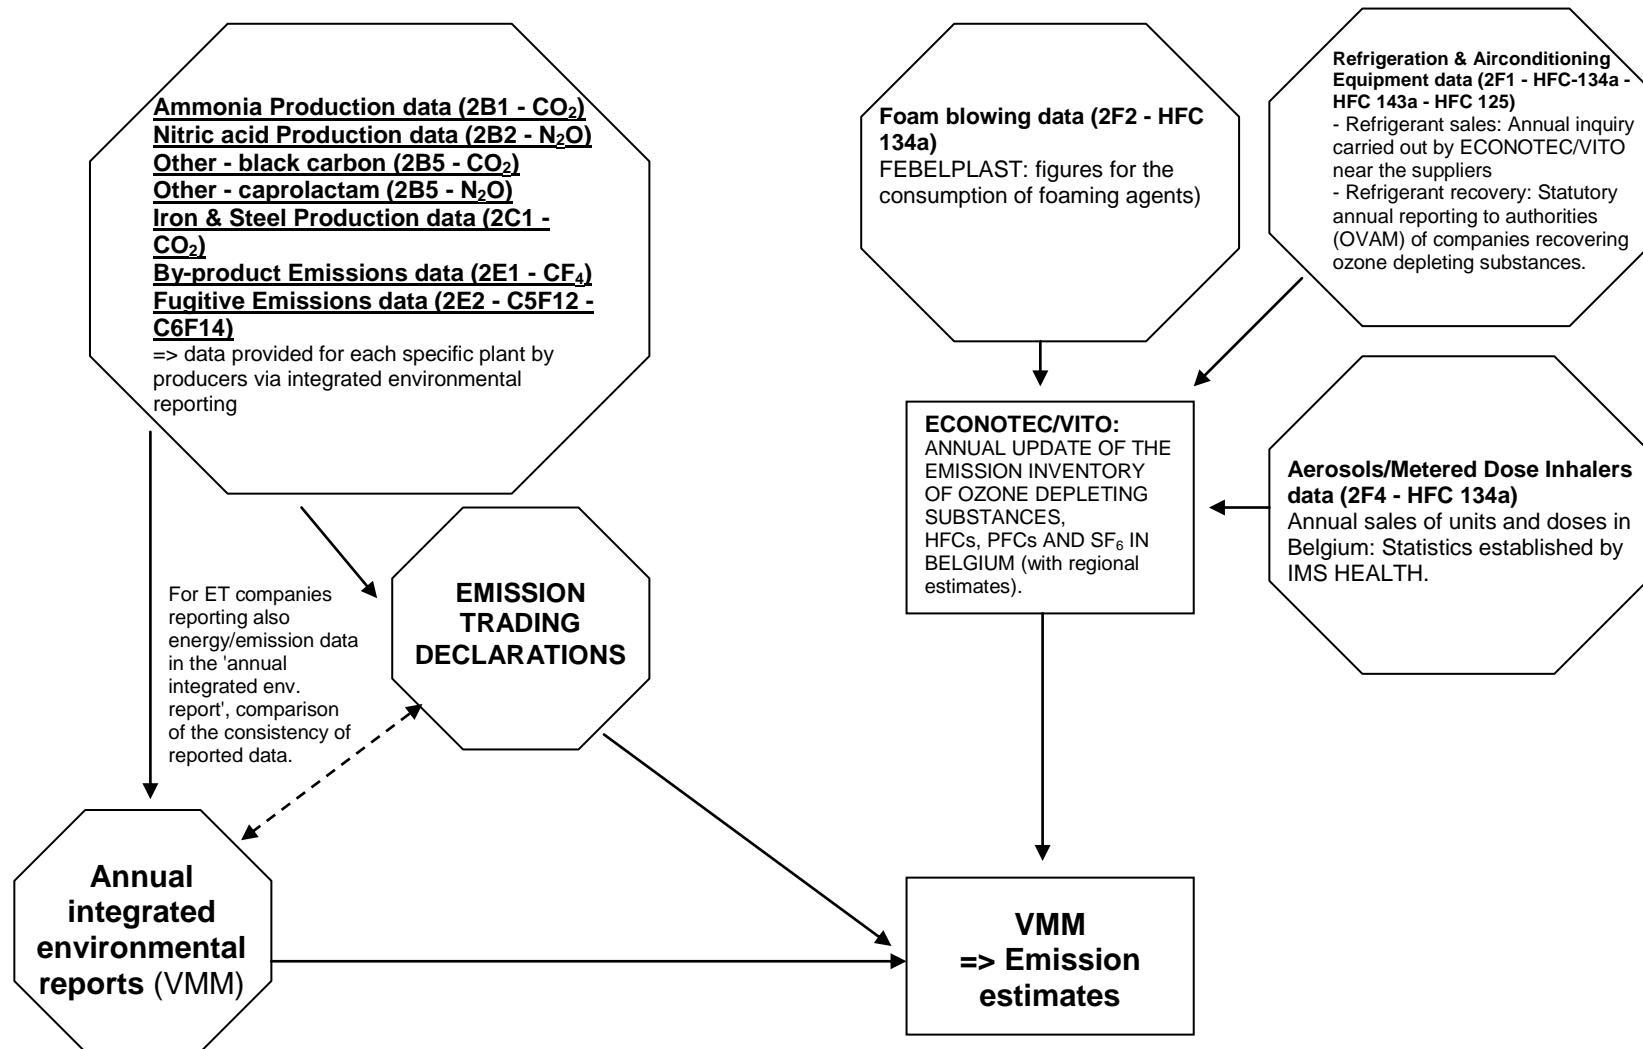 Ammonia Production data (2B1 - CO₂)
Nitric acid Production data (2B2 - N₂O)
Other - black carbon (2B5 - CO₂)
Other - caprolactam (2B5 - N₂O)
Iron & Steel Production data (2C1 -
CO₂)
By-product Emissions data (2E1 - CF₄)
Fugitive Emissions data (2E2 - C5F12 -
C6F14)
=> data provided for each specific plant by
producers via integrated environmental
reporting
Foam blowing data (2F2 - HFC
134a)
FEBELPLAST: figures for the
consumption of foaming agents)
Refrigeration & Airconditioning
Equipment data (2F1 - HFC-134a -
HFC 143a - HFC 125)
- Refrigerant sales: Annual inquiry
carried out by ECONOTEC/VITO
near the suppliers
- Refrigerant recovery: Statutory
annual reporting to authorities
(OVAM) of companies recovering
ozone depleting substances.
ECONOTEC/VITO:
ANNUAL UPDATE OF THE
EMISSION INVENTORY
OF OZONE DEPLETING
SUBSTANCES,
HFCs, PFCs AND SF₆ IN
BELGIUM (with regional
estimates).
Aerosols/Metered Dose Inhalers
data (2F4 - HFC 134a)
Annual sales of units and doses in
Belgium: Statistics established by
IMS HEALTH.
For ET companies
reporting also
energy/emission data
in the 'annual
integrated env.
report', comparison
of the consistency of
reported data.
EMISSION
TRADING
DECLARATIONS
Annual
integrated
environmental
reports (VMM)
VMM
=> Emission
estimates